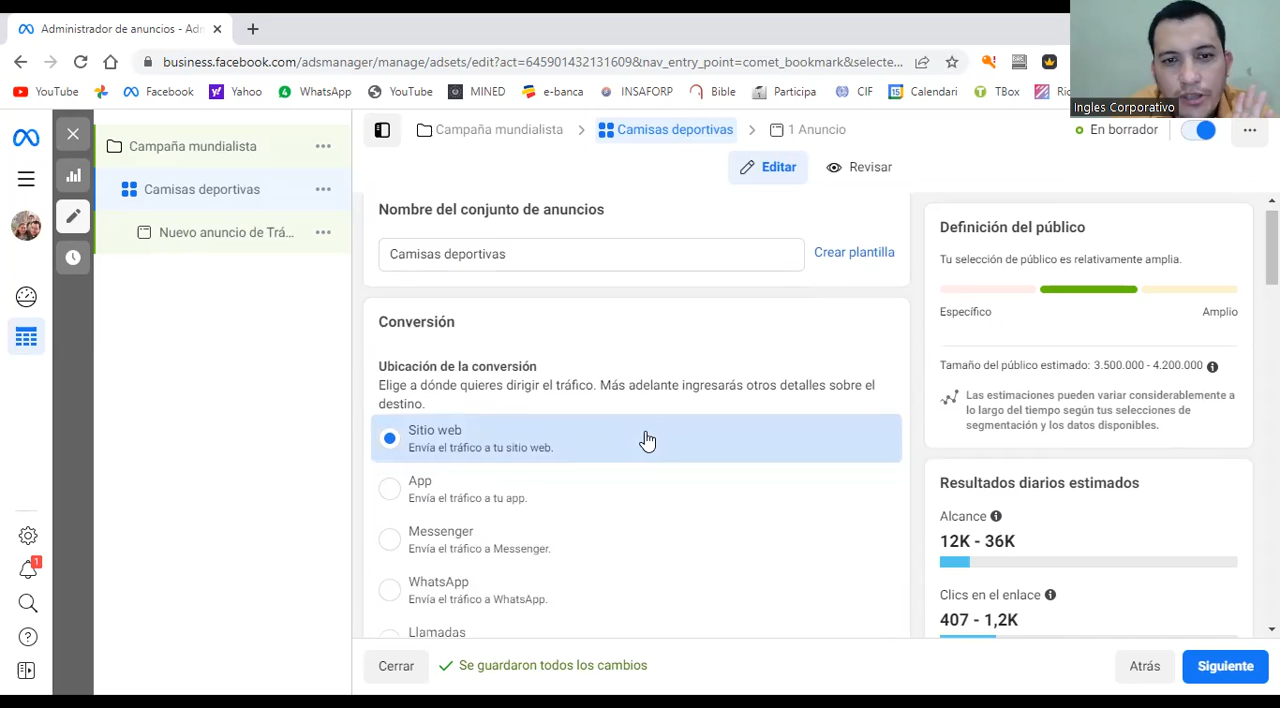 Administrador de anuncios - Adn
business.facebook.com/adsmanager/manage/adsets/edit?act=645901432131609&nav_entry_point=comet_bookmark&selecte...
YouTube
Facebook
Yahoo
WhatsApp
YouTube
MINED
e-banca
INSAFORP
Bible
Participa
CIF
Calendari
TBox
Ingles Corporativo
Campaña mundialista
Camisas deportivas
Nuevo anuncio de Trá...
Campaña mundialista
Camisas deportivas
1 Anuncio
En borrador
Editar
Revisar
Nombre del conjunto de anuncios
Camisas deportivas
Crear plantilla
Conversión
Ubicación de la conversión
Elige a dónde quieres dirigir el tráfico. Más adelante ingresarás otros detalles sobre el
destino.
Sitio web
Envía el tráfico a tu sitio web.
App
Envía el tráfico a tu app.
Messenger
Envía el tráfico a Messenger.
WhatsApp
Envía el tráfico a WhatsApp.
Llamadas
Definición del público
Tu selección de público es relativamente amplia.
Específico
Amplio
Tamaño del público estimado: 3.500.000 - 4.200.000
Las estimaciones pueden variar considerablemente a
lo largo del tiempo según tus selecciones de
segmentación y los datos disponibles.
Resultados diarios estimados
Alcance
12K - 36K
Clics en el enlace
407 - 1,2K
1
Cerrar
Se guardaron todos los cambios
Atrás
Siguiente